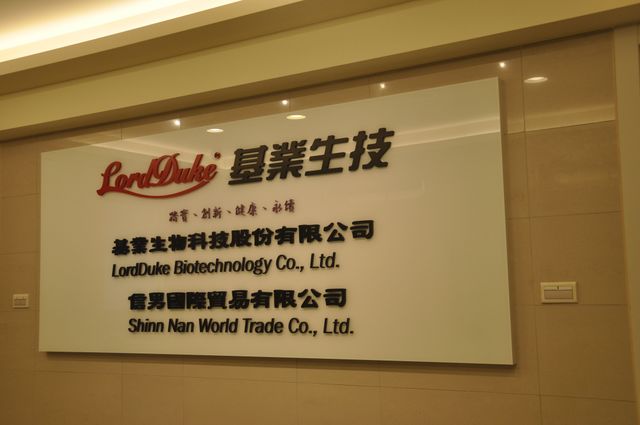 LordDuke® 基業生技
踏實、創新、健康、永續
基業生物科技股份有限公司
LordDuke Biotechnology Co., Ltd.
信男國際貿易有限公司
Shinn Nan World Trade Co., Ltd.